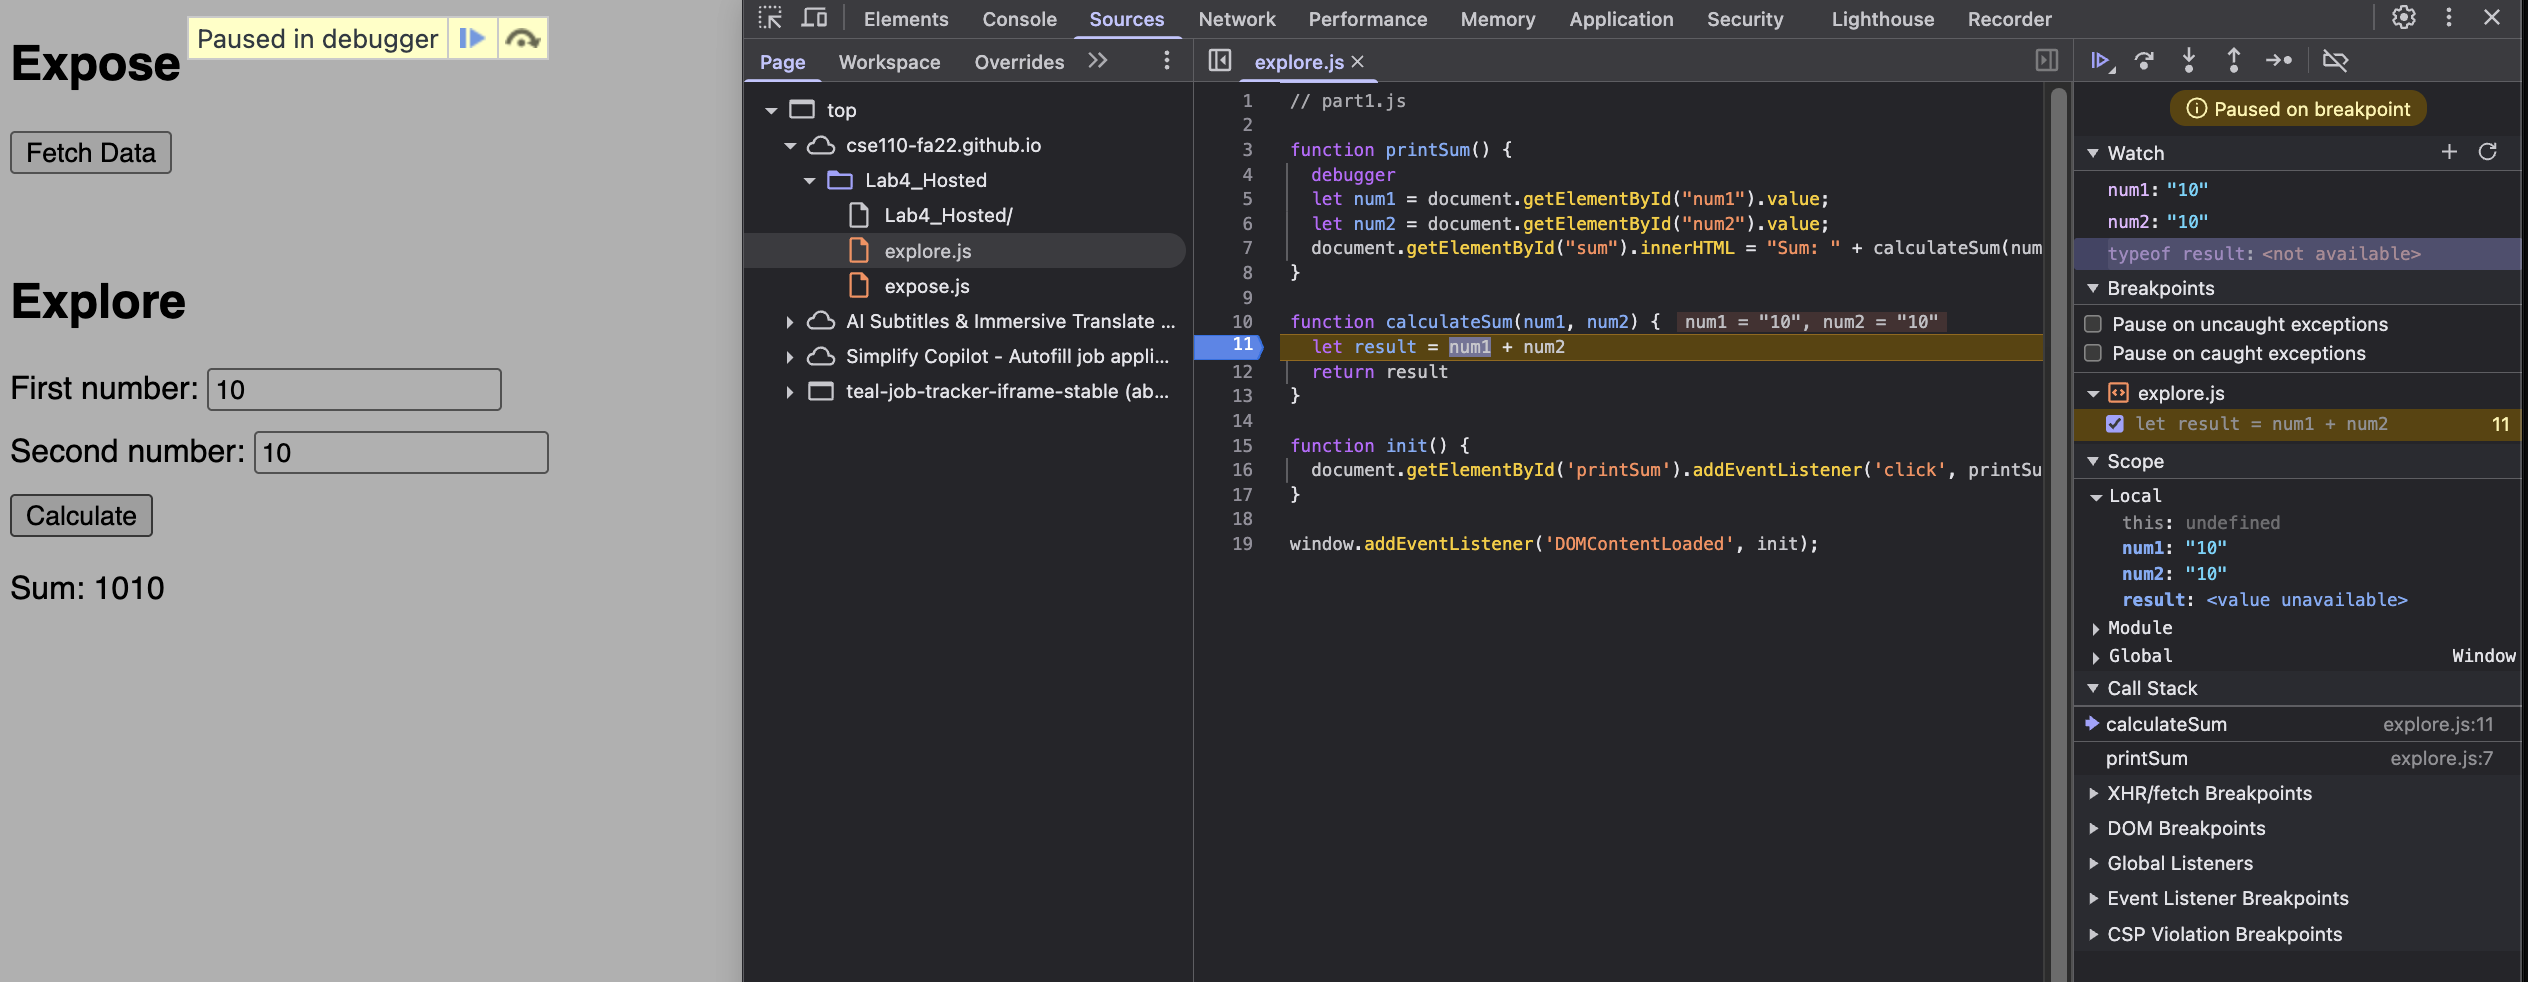 Expose
Paused in debugger
Fetch Data
Explore
First number: 10
Second number: 10
Calculate
Sum: 1010
Elements Console Sources Network Performance Memory Application Security Lighthouse Recorder
Page Workspace Overrides
top
cse110-fa22.github.io
Lab4_Hosted
Lab4_Hosted/
explore.js
expose.js
AI Subtitles & Immersive Translate ...
Simplify Copilot - Autofill job appli...
teal-job-tracker-iframe-stable (ab...
explore.js
1 // part1.js
2
3 function printSum() {
4 debugger
5 let num1 = document.getElementById("num1").value;
6 let num2 = document.getElementById("num2").value;
7 document.getElementById("sum").innerHTML = "Sum: " + calculateSum(num
8 }
9
10 function calculateSum(num1, num2) { num1 = "10", num2 = "10"
11 let result = num1 + num2
12 return result
13 }
14
15 function init() {
16 document.getElementById('printSum').addEventListener('click', printSu
17 }
18
19 window.addEventListener('DOMContentLoaded', init);
Paused on breakpoint
Watch
num1: "10"
num2: "10"
typeof result: <not available>
Breakpoints
Pause on uncaught exceptions
Pause on caught exceptions
explore.js
let result = num1 + num2 11
Scope
Local
this: undefined
num1: "10"
num2: "10"
result: <value unavailable>
Module
Global Window
Call Stack
calculateSum explore.js:11
printSum explore.js:7
XHR/fetch Breakpoints
DOM Breakpoints
Global Listeners
Event Listener Breakpoints
CSP Violation Breakpoints